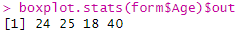 > boxplot.stats(form$Age)$out
[1] 24 25 18 40